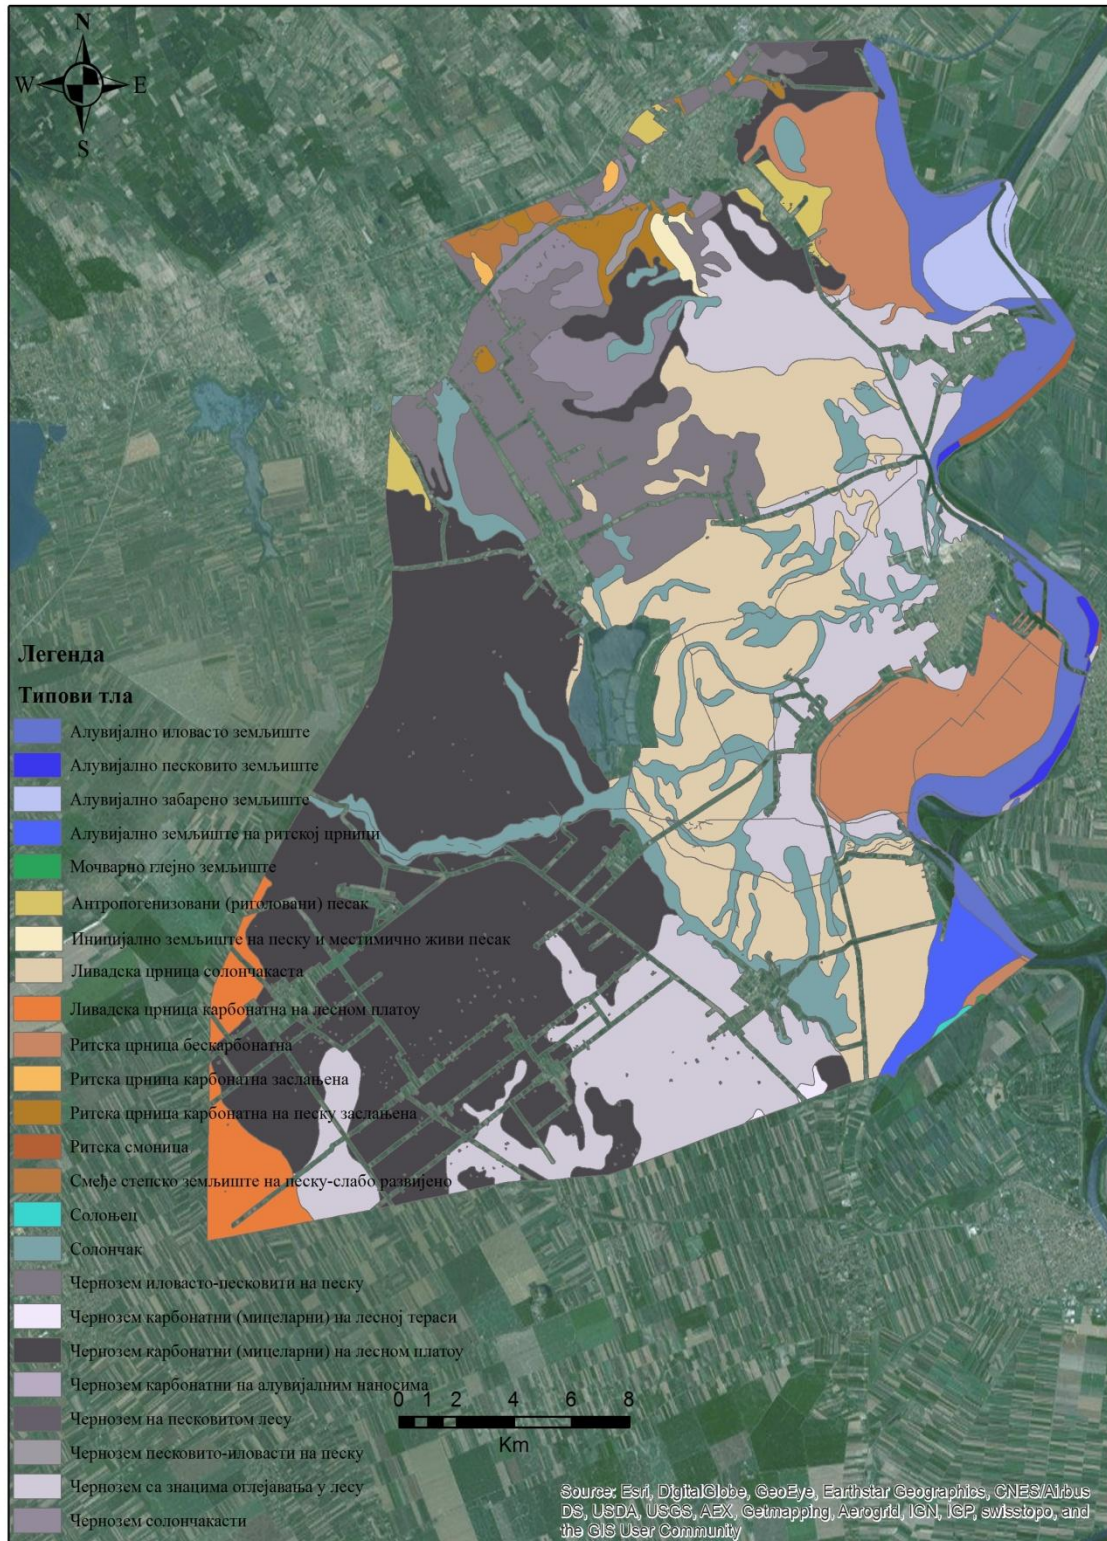 N
W E
S
Легенда
Типови тла
Алувијално иловасто земљиште
Алувијално песковито земљиште
Алувијално забарено земљиште
Алувијално земљиште на ритској црници
Мочварно глејно земљиште
Антропогенизовани (риголовани) песак
Иницијално земљиште на песку и местимично живи песак
Ливадска црница солончакаста
Ливадска црница карбонатна на лесном платоу
Ритска црница бескарбонатна
Ритска црница карбонатна заслањена
Ритска црница карбонатна на песку заслањена
Ритска смоница
Смеђе степско земљиште на песку-слабо развијено
Солоњец
Солончак
Чернозем иловасто-песковити на песку
Чернозем карбонатни (мицеларни) на лесној тераси
Чернозем карбонатни (мицеларни) на лесном платоу
Чернозем карбонатни на алувијалним наносима
Чернозем на песковитом лесу
Чернозем песковито-иловасти на песку
Чернозем са знацима оглејавања у лесу
Чернозем солончакасти
0 1 2 4 6 8
Km
Source: Esri, DigitalGlobe, GeoEye, Earthstar Geographics, CNES/Airbus
DS, USDA, USGS, AEX, Getmapping, Aerogrid, IGN, IGP, swisstopo, and
the GIS User Community